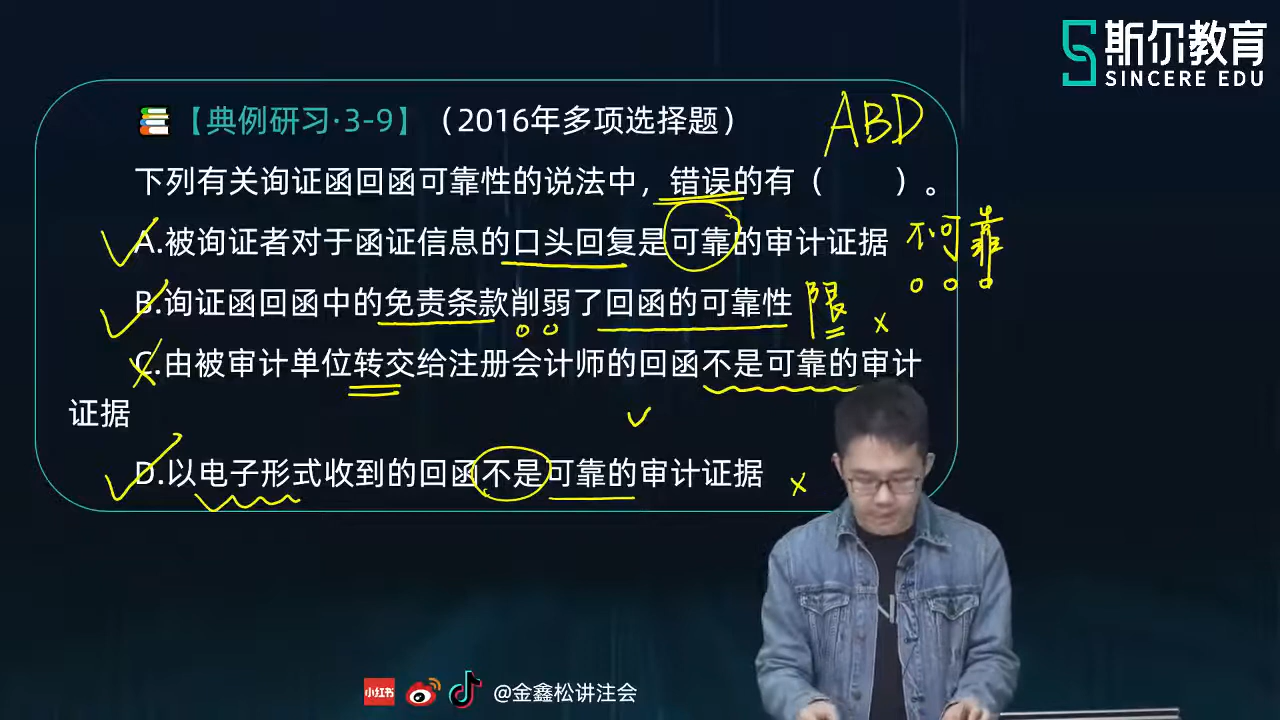 斯尔教育
SINCERE EDU
【典例研习·3-9】（2016年多项选择题）
ABD
下列有关询证函回函可靠性的说法中，错误的有（ ）。
A.被询证者对于函证信息的口头回复是可靠的审计证据
不可靠
B.询证函回函中的免责条款削弱了回函的可靠性
限
C.由被审计单位转交给注册会计师的回函不是可靠的审计
证据
D.以电子形式收到的回函不是可靠的审计证据
小红书
@金鑫松讲注会